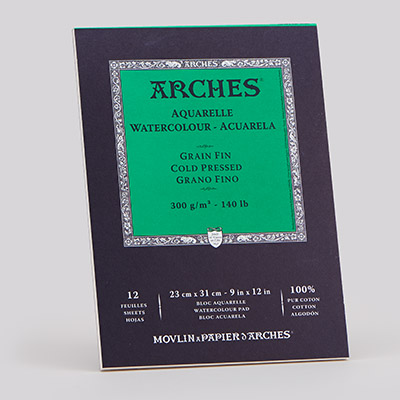 ARCHES
ARCHES®
AQUARELLE
WATERCOLOUR - ACUARELA
GRAIN FIN
COLD PRESSED
GRANO FINO
300 g/m² - 140 lb
12
FEUILLES
SHEETS
HOJAS
23 cm x 31 cm - 9 in x 12 in
BLOC AQUARELLE
WATERCOLOUR PAD
BLOC ACUARELA
100%
PUR COTON
COTTON
ALGODÓN
MOVLIN & PAPIER D'ARCHES®